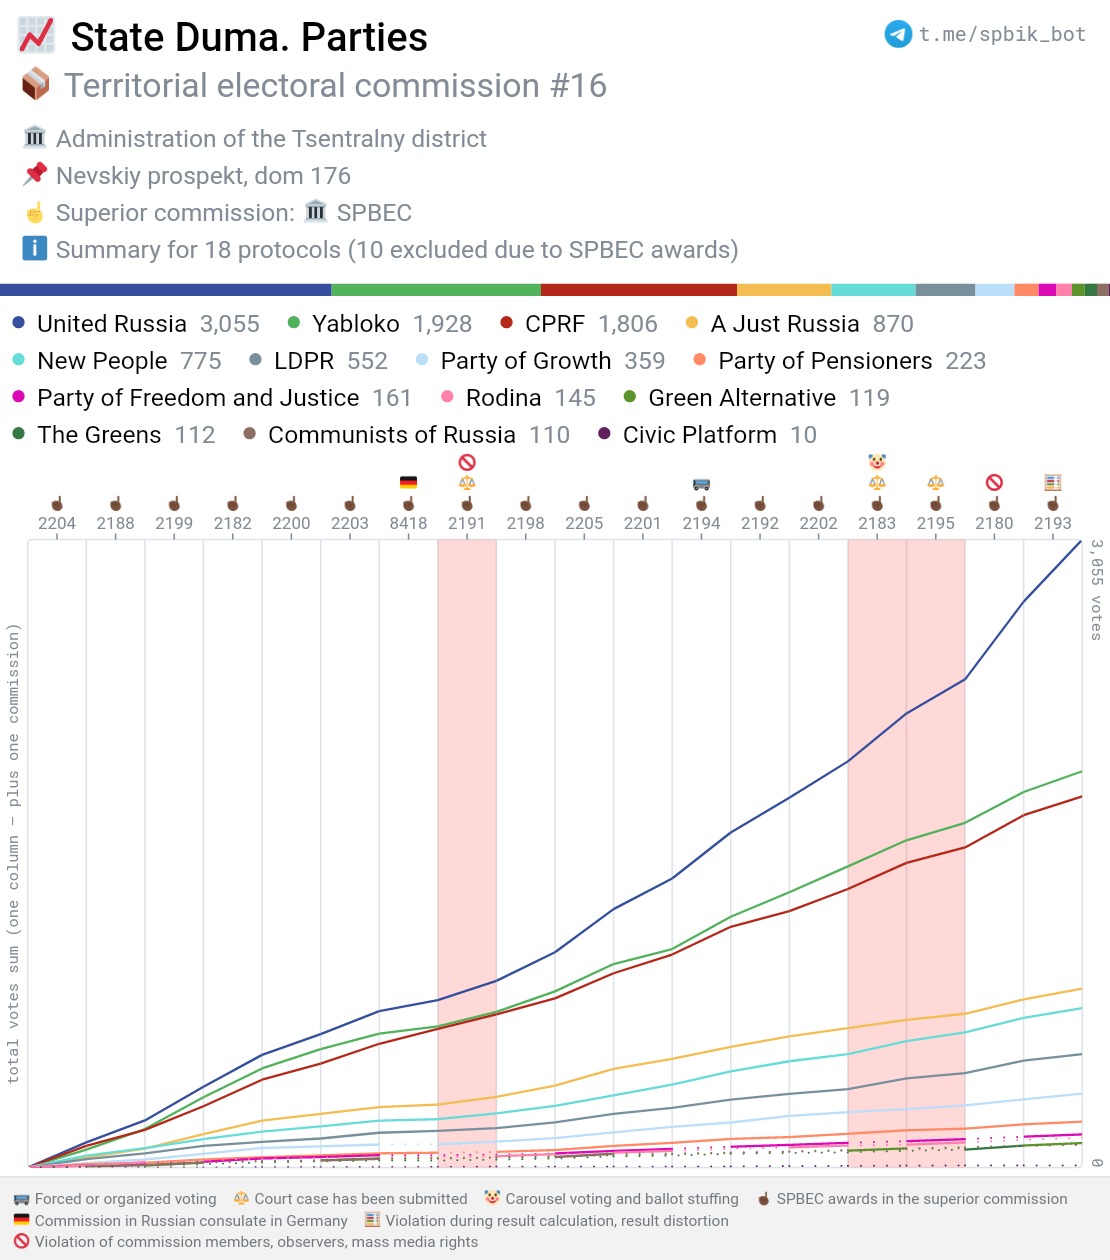 State Duma. Parties
t.me/spbik_bot
Territorial electoral commission #16
Administration of the Tsentralny district
Nevskiy prospekt, dom 176
Superior commission: SPBEC
Summary for 18 protocols (10 excluded due to SPBEC awards)
United Russia 3,055 Yabloko 1,928 CPRF 1,806 A Just Russia 870
New People 775 LDPR 552 Party of Growth 359 Party of Pensioners 223
Party of Freedom and Justice 161 Rodina 145 Green Alternative 119
The Greens 112 Communists of Russia 110 Civic Platform 10
2204 2188 2199 2182 2200 2203 8418 2191 2198 2205 2201 2194 2192 2202 2183 2195 2180 2193
3,055 votes
total votes sum (one column – plus one commission)
0
Forced or organized voting Court case has been submitted Carousel voting and ballot stuffing SPBEC awards in the superior commission
Commission in Russian consulate in Germany Violation during result calculation, result distortion
Violation of commission members, observers, mass media rights